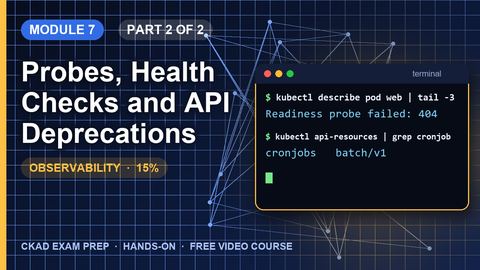 MODULE 7
PART 2 OF 2
Probes, Health
Checks and API
Deprecations
OBSERVABILITY · 15%
terminal
$ kubectl describe pod web | tail -3
Readiness probe failed: 404
$ kubectl api-resources | grep cronjob
cronjobs batch/v1
CKAD EXAM PREP · HANDS-ON · FREE VIDEO COURSE